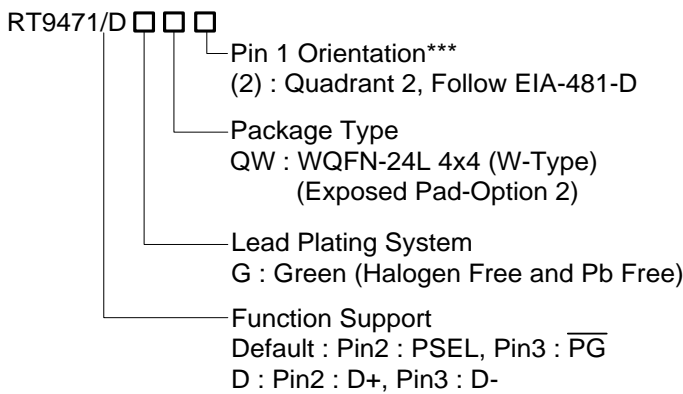 RT9471/D □ □ □
Pin 1 Orientation***
(2) : Quadrant 2, Follow EIA-481-D
Package Type
QW : WQFN-24L 4x4 (W-Type)
(Exposed Pad-Option 2)
Lead Plating System
G : Green (Halogen Free and Pb Free)
Function Support
Default : Pin2 : PSEL, Pin3 : P̅G̅
D : Pin2 : D+, Pin3 : D-